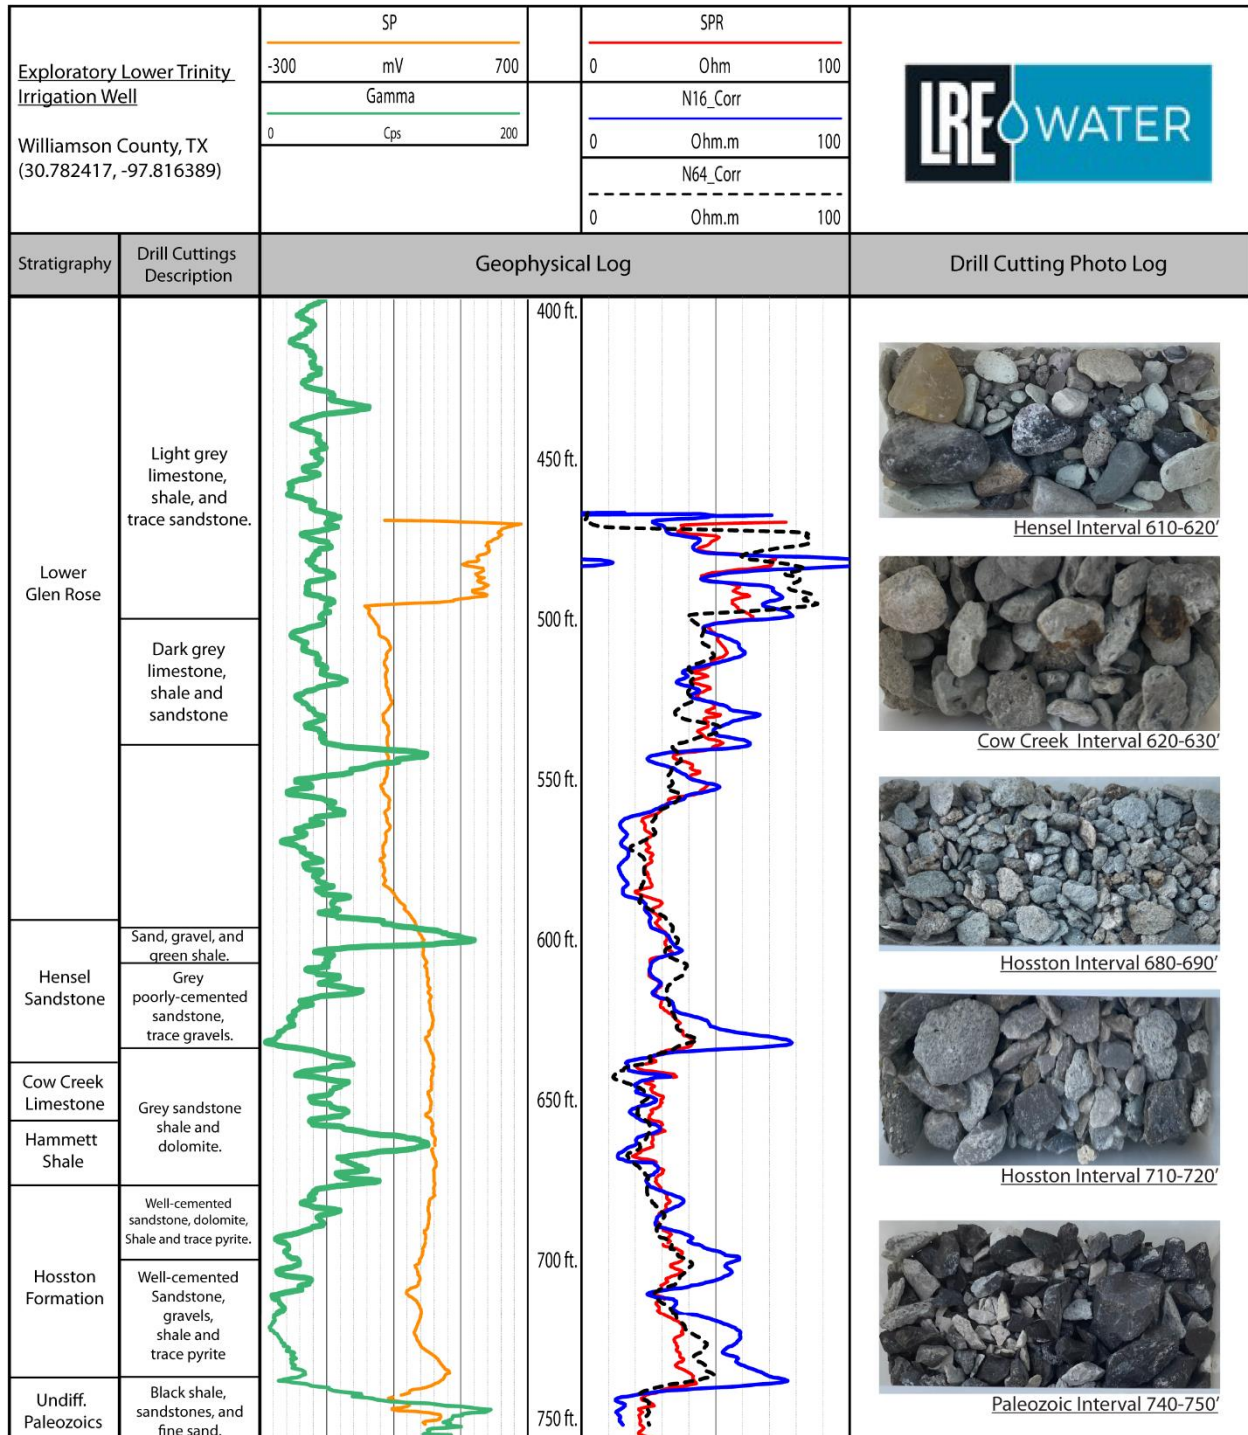 Exploratory Lower Trinity
Irrigation Well
Williamson County, TX
(30.782417, -97.816389)
SP
-300 mV 700
Gamma
0 Cps 200
SPR
0 Ohm 100
N16_Corr
0 Ohm.m 100
N64_Corr
0 Ohm.m 100
LRE WATER
Stratigraphy
Drill Cuttings
Description
Geophysical Log
Drill Cutting Photo Log
Lower
Glen Rose
Hensel
Sandstone
Cow Creek
Limestone
Hammett
Shale
Hosston
Formation
Undiff.
Paleozoics
Light grey
limestone,
shale, and
trace sandstone.
Dark grey
limestone,
shale and
sandstone
Sand, gravel, and
green shale.
Grey
poorly-cemented
sandstone,
trace gravels.
Grey sandstone
shale and
dolomite.
Well-cemented
sandstone, dolomite,
Shale and trace pyrite.
Well-cemented
Sandstone,
gravels,
shale and
trace pyrite
Black shale,
sandstones, and
fine sand.
400 ft.
450 ft.
500 ft.
550 ft.
600 ft.
650 ft.
700 ft.
750 ft.
Hensel Interval 610-620'
Cow Creek Interval 620-630'
Hosston Interval 680-690'
Hosston Interval 710-720'
Paleozoic Interval 740-750'